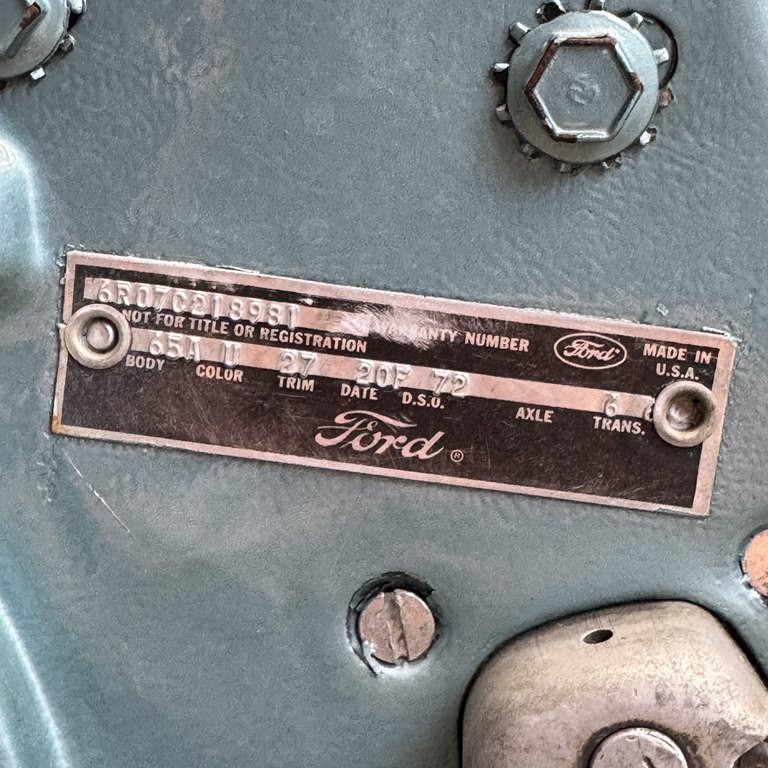 6R07C218981
NOT FOR TITLE OR REGISTRATION
WARRANTY NUMBER
Ford
MADE IN
U.S.A.
65A U 27 20F 72 6
BODY COLOR TRIM DATE D.S.O. AXLE TRANS.
Ford ®